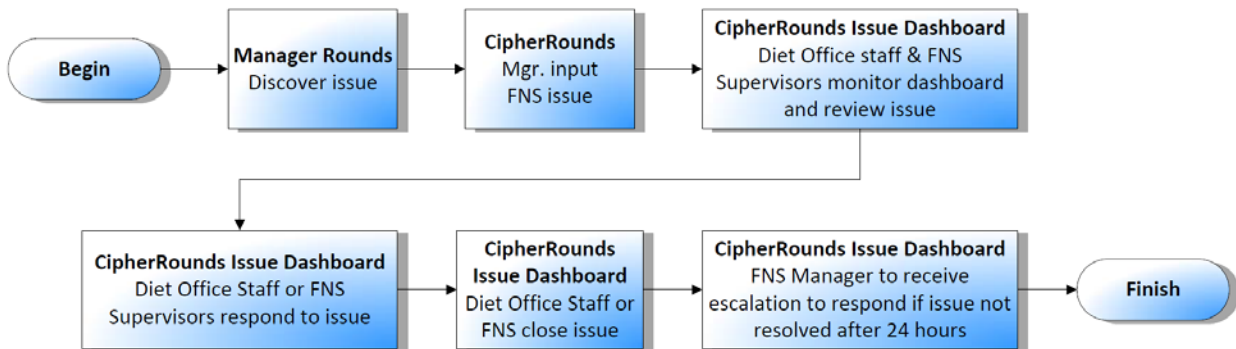 Begin
Manager Rounds
Discover issue
CipherRounds
Mgr. input
FNS issue
CipherRounds Issue Dashboard
Diet Office staff & FNS
Supervisors monitor dashboard
and review issue
CipherRounds Issue Dashboard
Diet Office Staff or FNS
Supervisors respond to issue
CipherRounds
Issue Dashboard
Diet Office Staff or
FNS close issue
CipherRounds Issue Dashboard
FNS Manager to receive
escalation to respond if issue not
resolved after 24 hours
Finish